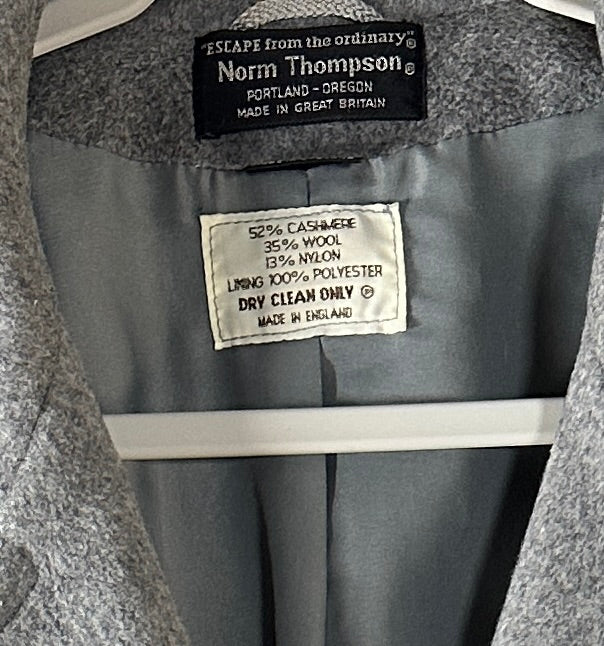 "ESCAPE from the ordinary"®
Norm Thompson®
PORTLAND - OREGON
MADE IN GREAT BRITAIN
52% CASHMERE
35% WOOL
13% NYLON
LINING 100% POLYESTER
DRY CLEAN ONLY Ⓟ
MADE IN ENGLAND